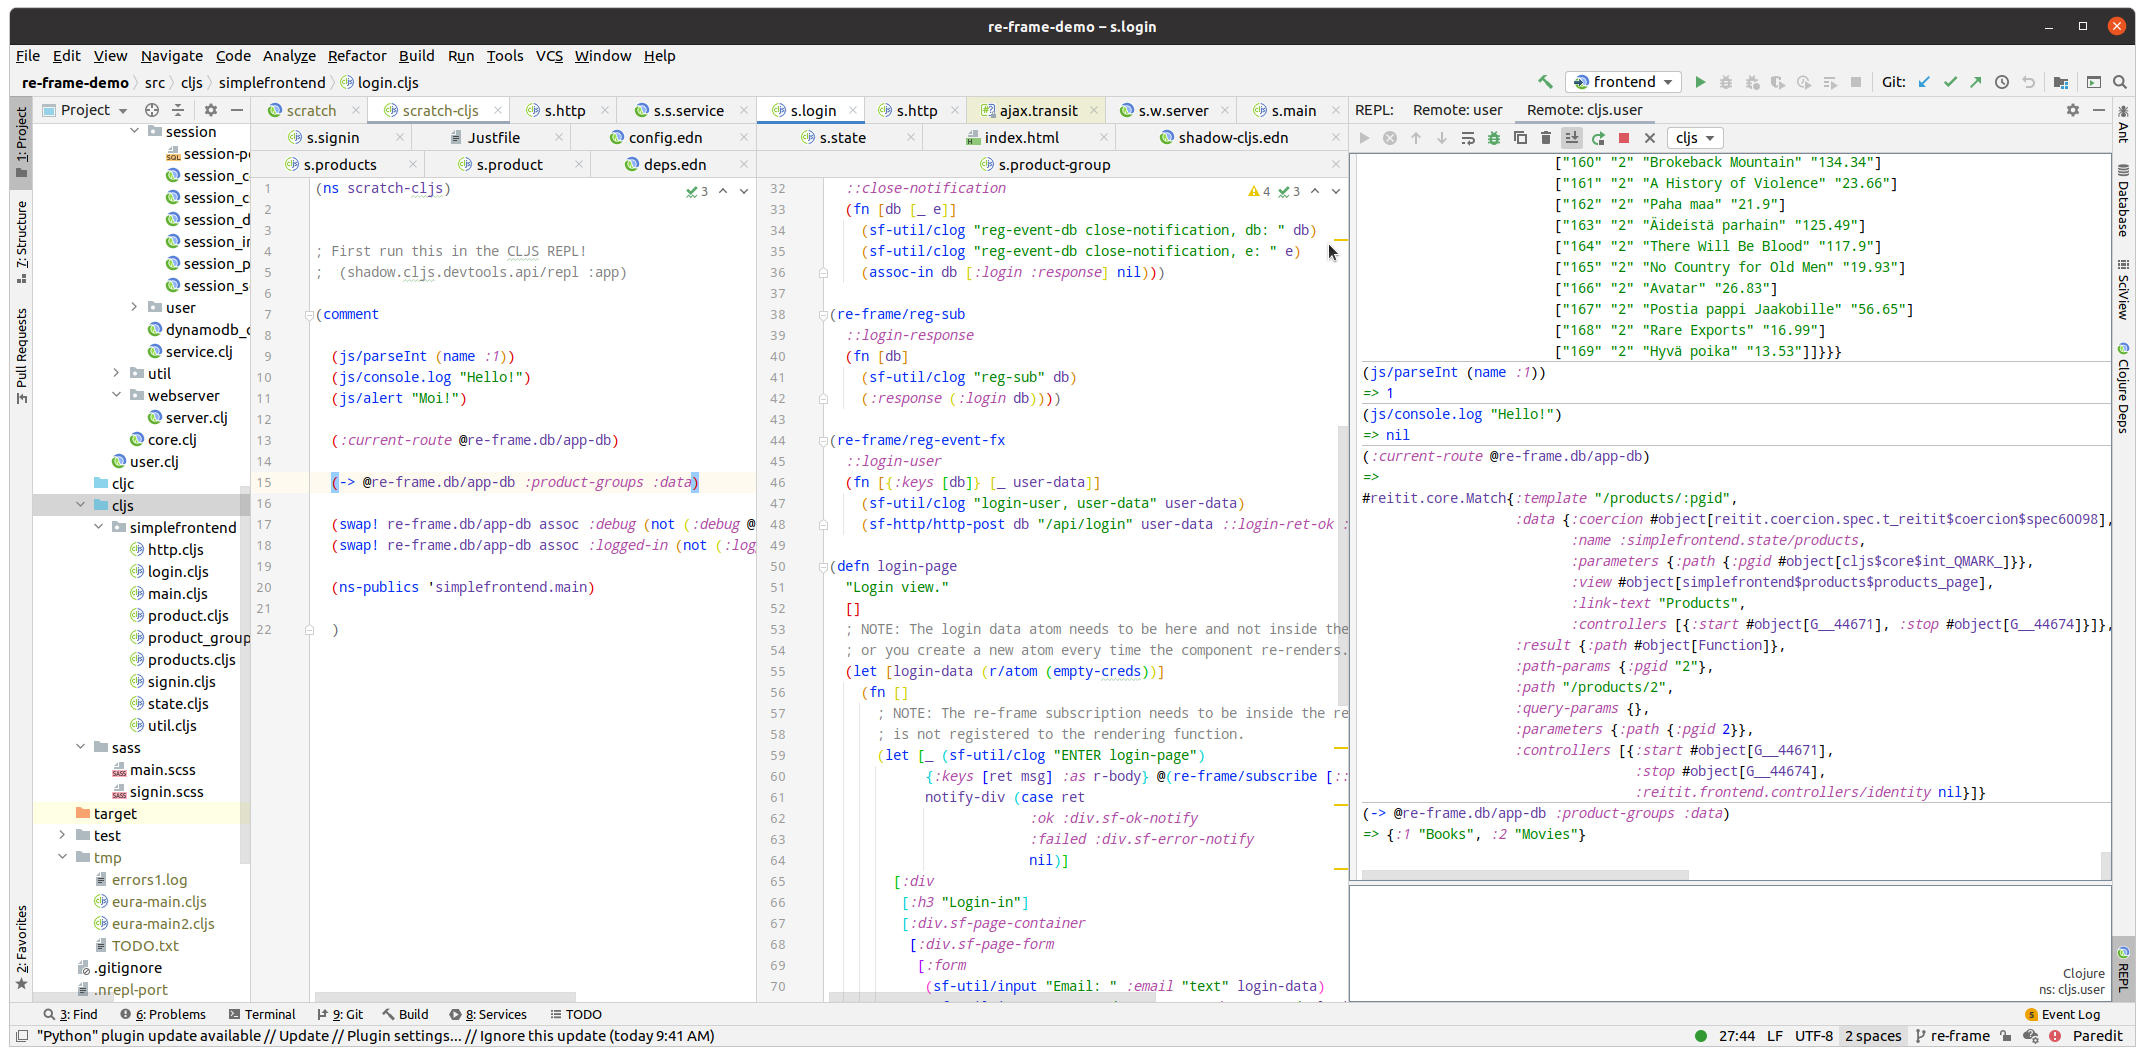 re-frame-demo – s.login
File Edit View Navigate Code Analyze Refactor Build Run Tools VCS Window Help
re-frame-demo src cljs simplefrontend login.cljs
frontend
Git:
Project
scratch scratch-cljs s.http s.s.service
s.signin Justfile config.edn
s.products s.product deps.edn
s.login s.http ajax.transit s.w.server s.main
s.state index.html shadow-cljs.edn
s.product-group
REPL: Remote: user Remote: cljs.user
cljs
1: Project
7: Structure
Pull Requests
2: Favorites
Ant
Database
SciView
Clojure Deps
REPL
session
session-p
session_c
session_c
session_d
session_ir
session_p
session_s
user
dynamodb_c
service.clj
util
webserver
server.clj
core.clj
user.clj
cljc
cljs
simplefrontend
http.cljs
login.cljs
main.cljs
product.cljs
product_group
products.cljs
signin.cljs
state.cljs
util.cljs
sass
main.scss
signin.scss
target
test
tmp
errors1.log
eura-main.cljs
eura-main2.cljs
TODO.txt
.gitignore
.nrepl-port
3
1 (ns scratch-cljs)
2
3
4 ; First run this in the CLJS REPL!
5 ;  (shadow.cljs.devtools.api/repl :app)
6
7 (comment
8
9 (js/parseInt (name :1))
10 (js/console.log "Hello!")
11 (js/alert "Moi!")
12
13 (:current-route @re-frame.db/app-db)
14
15 (-> @re-frame.db/app-db :product-groups :data)
16
17 (swap! re-frame.db/app-db assoc :debug (not (:debug @
18 (swap! re-frame.db/app-db assoc :logged-in (not (:log
19
20 (ns-publics 'simplefrontend.main)
21
22 )
4 3
32 ::close-notification
33 (fn [db [_ e]]
34 (sf-util/clog "reg-event-db close-notification, db: " db)
35 (sf-util/clog "reg-event-db close-notification, e: " e)
36 (assoc-in db [:login :response] nil)))
37
38 (re-frame/reg-sub
39 ::login-response
40 (fn [db]
41 (sf-util/clog "reg-sub" db)
42 (:response (:login db))))
43
44 (re-frame/reg-event-fx
45 ::login-user
46 (fn [{:keys [db]} [_ user-data]]
47 (sf-util/clog "login-user, user-data" user-data)
48 (sf-http/http-post db "/api/login" user-data ::login-ret-ok :
49
50 (defn login-page
51 "Login view."
52 []
53 ; NOTE: The login data atom needs to be here and not inside the
54 ; or you create a new atom every time the component re-renders.
55 (let [login-data (r/atom (empty-creds))]
56 (fn []
57 ; NOTE: The re-frame subscription needs to be inside the re
58 ; is not registered to the rendering function.
59 (let [_ (sf-util/clog "ENTER login-page")
60 {:keys [ret msg] :as r-body} @(re-frame/subscribe [::
61 notify-div (case ret
62 :ok :div.sf-ok-notify
63 :failed :div.sf-error-notify
64 nil)]
65 [:div
66 [:h3 "Login-in"]
67 [:div.sf-page-container
68 [:div.sf-page-form
69 [:form
70 (sf-util/input "Email: " :email "text" login-data)
["160" "2" "Brokeback Mountain" "134.34"]
["161" "2" "A History of Violence" "23.66"]
["162" "2" "Paha maa" "21.9"]
["163" "2" "Äideistä parhain" "125.49"]
["164" "2" "There Will Be Blood" "117.9"]
["165" "2" "No Country for Old Men" "19.93"]
["166" "2" "Avatar" "26.83"]
["167" "2" "Postia pappi Jaakobille" "56.65"]
["168" "2" "Rare Exports" "16.99"]
["169" "2" "Hyvä poika" "13.53"]]}}}
(js/parseInt (name :1))
=> 1
(js/console.log "Hello!")
=> nil
(:current-route @re-frame.db/app-db)
=>
#reitit.core.Match{:template "/products/:pgid",
:data {:coercion #object[reitit.coercion.spec.t_reitit$coercion$spec60098],
:name :simplefrontend.state/products,
:parameters {:path {:pgid #object[cljs$core$int_QMARK_]}},
:view #object[simplefrontend$products$products_page],
:link-text "Products",
:controllers [{:start #object[G__44671], :stop #object[G__44674]}]},
:result {:path #object[Function]},
:path-params {:pgid "2"},
:path "/products/2",
:query-params {},
:parameters {:path {:pgid 2}},
:controllers [{:start #object[G__44671],
:stop #object[G__44674],
:reitit.frontend.controllers/identity nil}]}
(-> @re-frame.db/app-db :product-groups :data)
=> {:1 "Books", :2 "Movies"}
Clojure
ns: cljs.user
3: Find 6: Problems Terminal 9: Git Build 8: Services TODO 5 Event Log
"Python" plugin update available // Update // Plugin settings... // Ignore this update (today 9:41 AM) 27:44 LF UTF-8 2 spaces re-frame Paredit